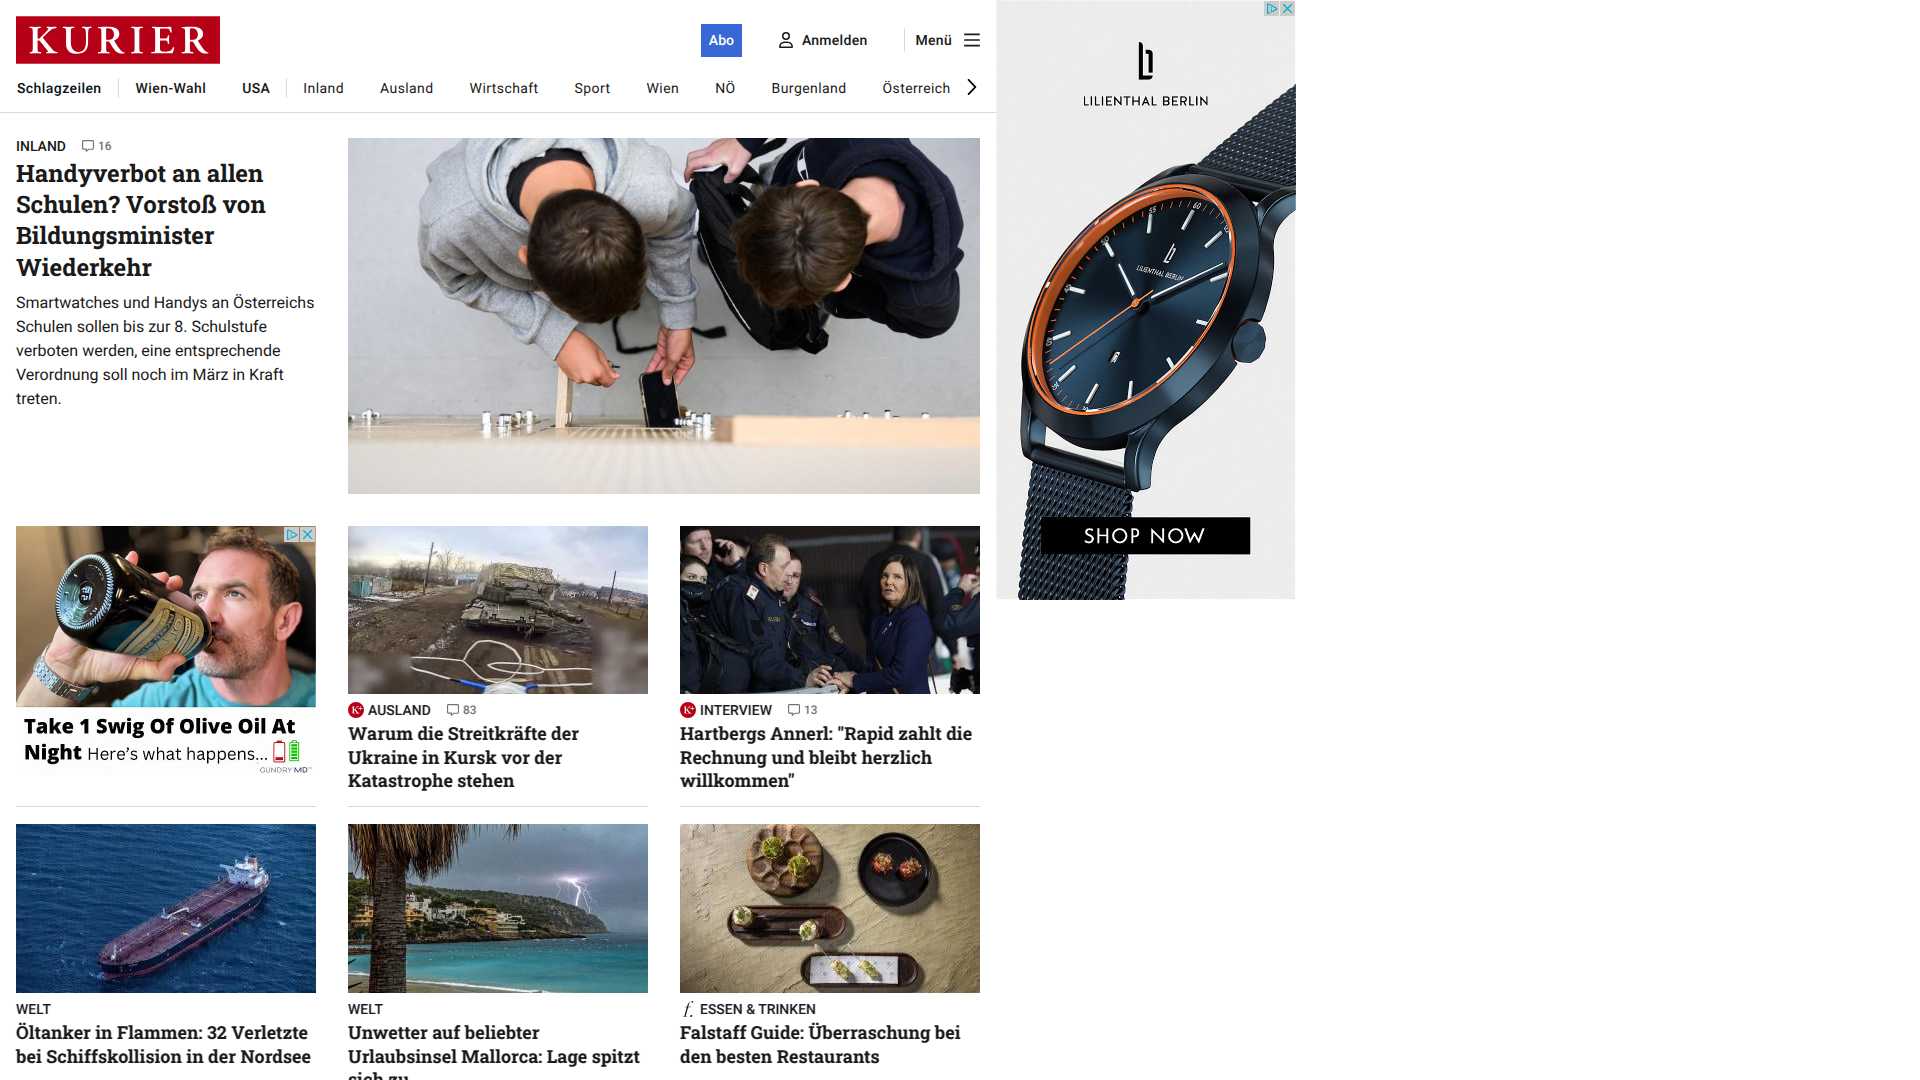 KURIER
Abo
Anmelden
Menü
Schlagzeilen
Wien-Wahl
USA
Inland
Ausland
Wirtschaft
Sport
Wien
NÖ
Burgenland
Österreich
INLAND 16
Handyverbot an allen
Schulen? Vorstoß von
Bildungsminister
Wiederkehr
Smartwatches und Handys an Österreichs
Schulen sollen bis zur 8. Schulstufe
verboten werden, eine entsprechende
Verordnung soll noch im März in Kraft
treten.
LILIENTHAL BERLIN
LILIENTHAL BERLIN
SHOP NOW
Take 1 Swig Of Olive Oil At
Night Here's what happens...
GUNDRY MD™
K+ AUSLAND 83
Warum die Streitkräfte der
Ukraine in Kursk vor der
Katastrophe stehen
K+ INTERVIEW 13
Hartbergs Annerl: "Rapid zahlt die
Rechnung und bleibt herzlich
willkommen"
WELT
Öltanker in Flammen: 32 Verletzte
bei Schiffskollision in der Nordsee
WELT
Unwetter auf beliebter
Urlaubsinsel Mallorca: Lage spitzt
sich zu
f. ESSEN & TRINKEN
Falstaff Guide: Überraschung bei
den besten Restaurants